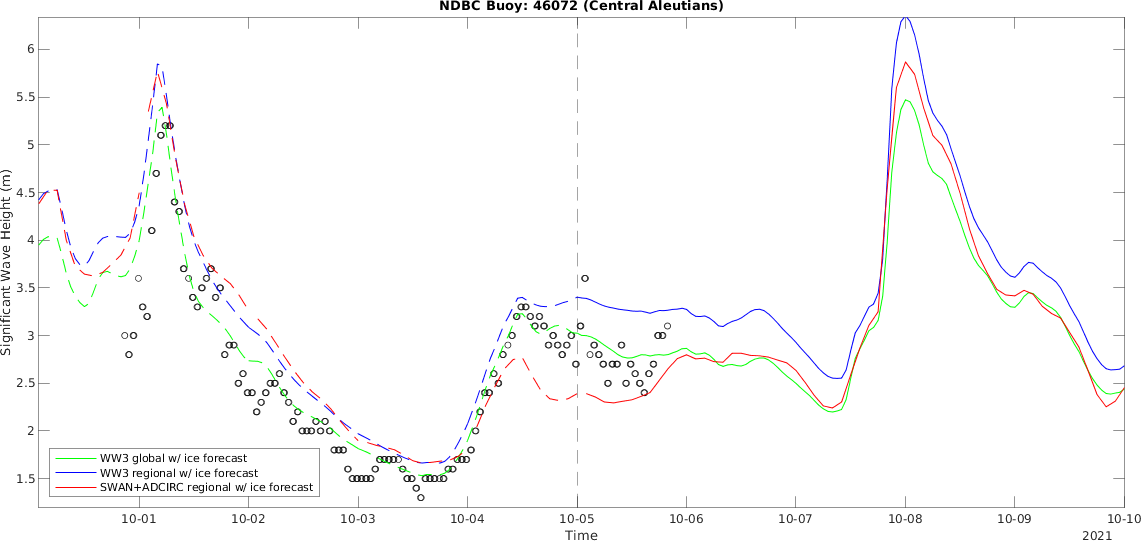 NDBC Buoy: 46072 (Central Aleutians)
Significant Wave Height (m)
6
5.5
5
4.5
4
3.5
3
2.5
2
1.5
WW3 global w/ ice forecast
WW3 regional w/ ice forecast
SWAN+ADCIRC regional w/ ice forecast
10-01 10-02 10-03 10-04 10-05 10-06 10-07 10-08 10-09 10-10
Time
2021